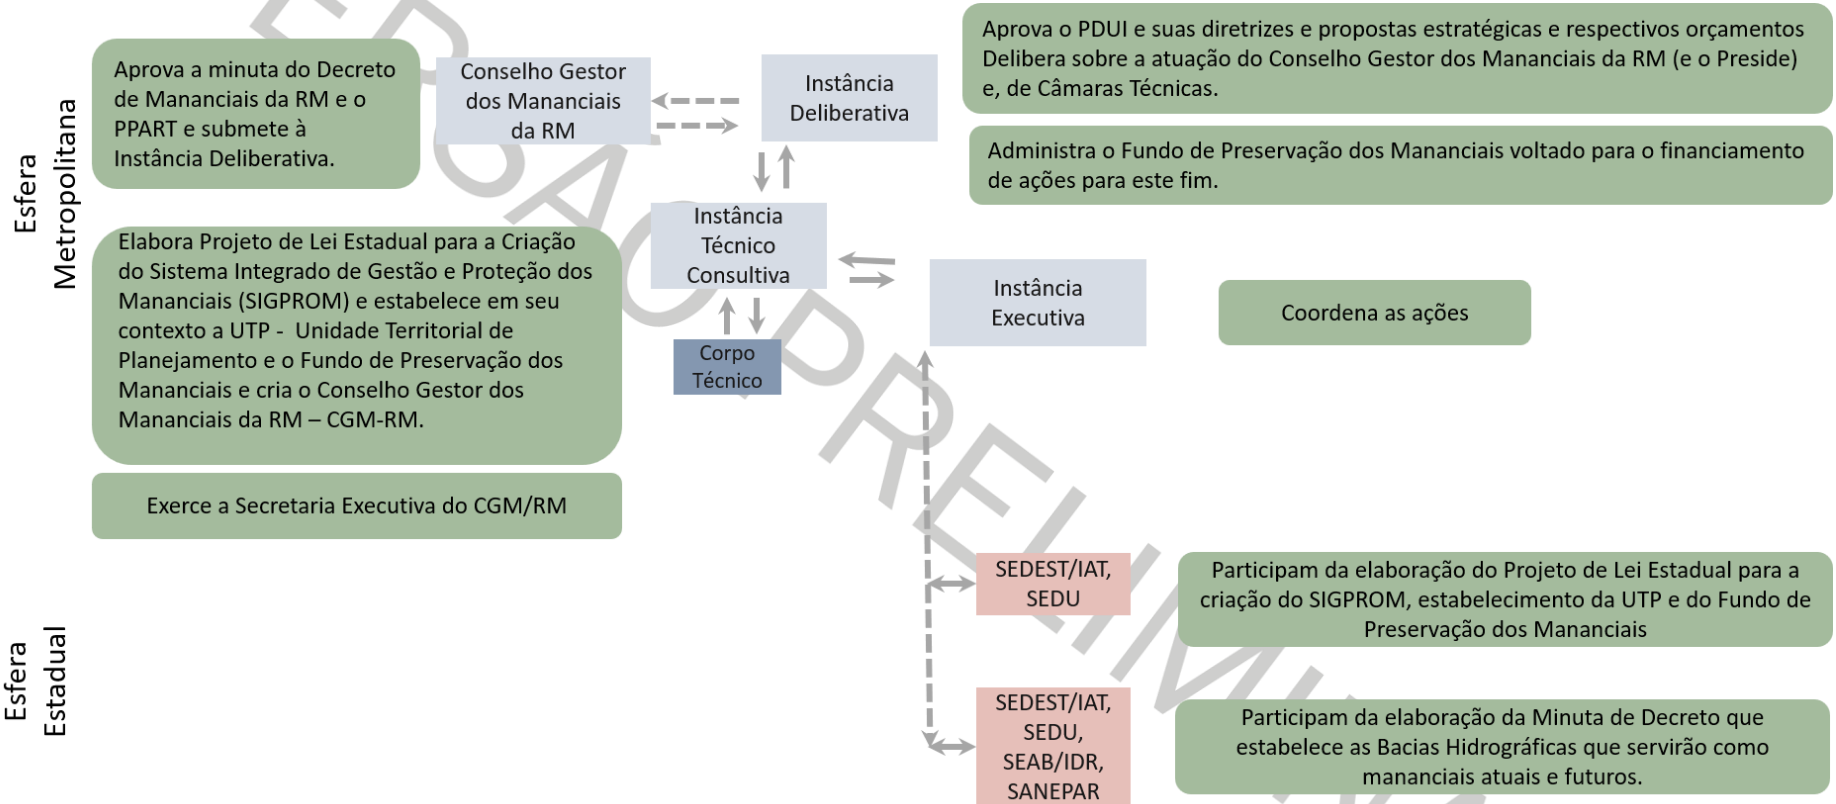 Esfera
Metropolitana
Aprova a minuta do Decreto
de Mananciais da RM e o
PPART e submete à
Instância Deliberativa.
Conselho Gestor
dos Mananciais
da RM
Instância
Deliberativa
Aprova o PDUI e suas diretrizes e propostas estratégicas e respectivos orçamentos
Delibera sobre a atuação do Conselho Gestor dos Mananciais da RM (e o Preside)
e, de Câmaras Técnicas.
Administra o Fundo de Preservação dos Mananciais voltado para o financiamento
de ações para este fim.
Elabora Projeto de Lei Estadual para a Criação
do Sistema Integrado de Gestão e Proteção dos
Mananciais (SIGPROM) e estabelece em seu
contexto a UTP - Unidade Territorial de
Planejamento e o Fundo de Preservação dos
Mananciais e cria o Conselho Gestor dos
Mananciais da RM – CGM-RM.
Instância
Técnico
Consultiva
Instância
Executiva
Coordena as ações
Corpo
Técnico
Exerce a Secretaria Executiva do CGM/RM
Esfera
Estadual
SEDEST/IAT,
SEDU
Participam da elaboração do Projeto de Lei Estadual para a
criação do SIGPROM, estabelecimento da UTP e do Fundo de
Preservação dos Mananciais
SEDEST/IAT,
SEDU,
SEAB/IDR,
SANEPAR
Participam da elaboração da Minuta de Decreto que
estabelece as Bacias Hidrográficas que servirão como
mananciais atuais e futuros.